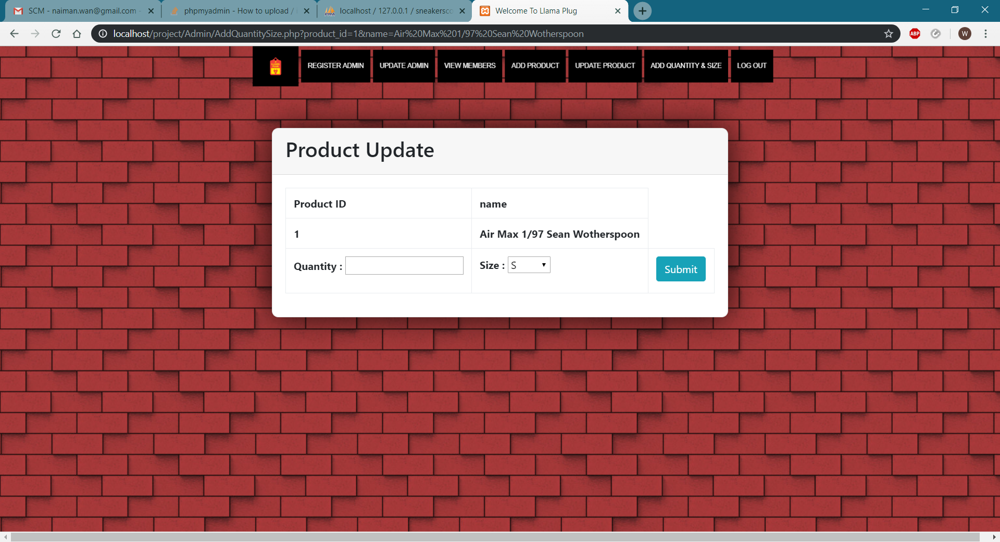 SCM - naiman.wan@gmail.com -
phpmyadmin - How to upload /
localhost / 127.0.0.1 / sneakersco
Welcome To Llama Plug
localhost/project/Admin/AddQuantitySize.php?product_id=1&name=Air%20Max%201/97%20Sean%20Wotherspoon
ABP
W
LLAMA PLUG
REGISTER ADMIN
UPDATE ADMIN
VIEW MEMBERS
ADD PRODUCT
UPDATE PRODUCT
ADD QUANTITY & SIZE
LOG OUT
Product Update
Product ID
name
1
Air Max 1/97 Sean Wotherspoon
Quantity :
Size : S
Submit